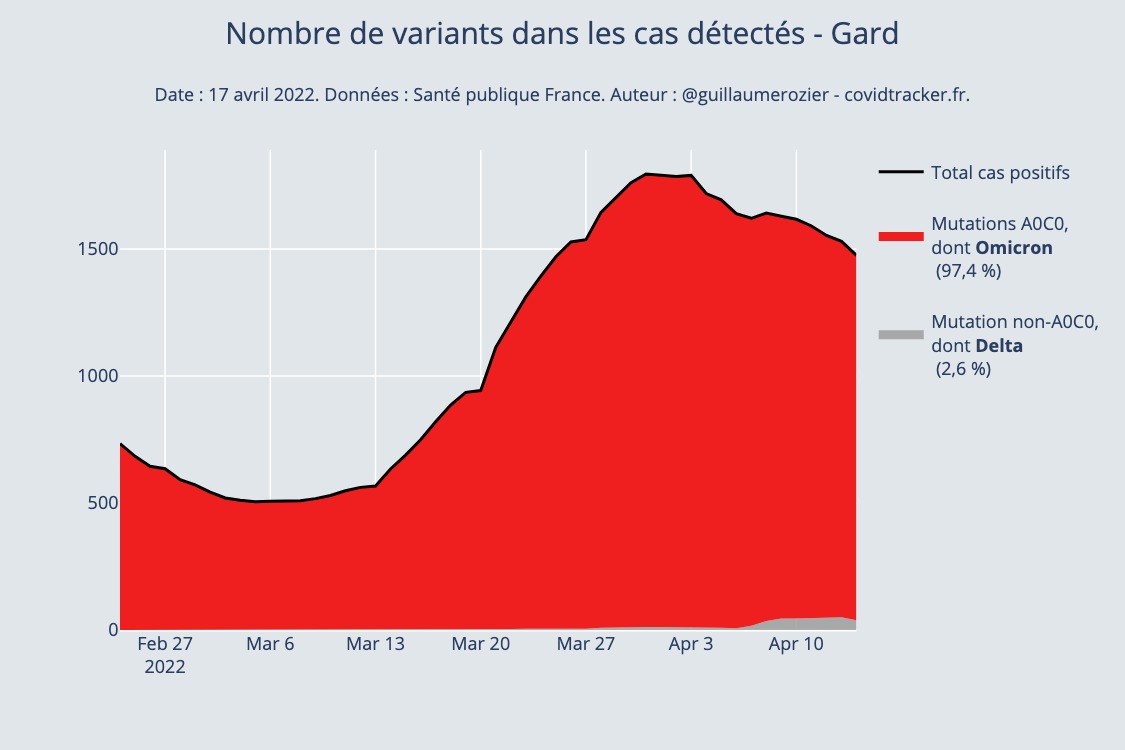 Nombre de variants dans les cas détectés - Gard
Date : 17 avril 2022. Données : Santé publique France. Auteur : @guillaumerozier - covidtracker.fr.
Total cas positifs
Mutations A0C0,
dont Omicron
(97,4 %)
Mutation non-A0C0,
dont Delta
(2,6 %)
1500
1000
500
0
Feb 27 Mar 6 Mar 13 Mar 20 Mar 27 Apr 3 Apr 10
2022